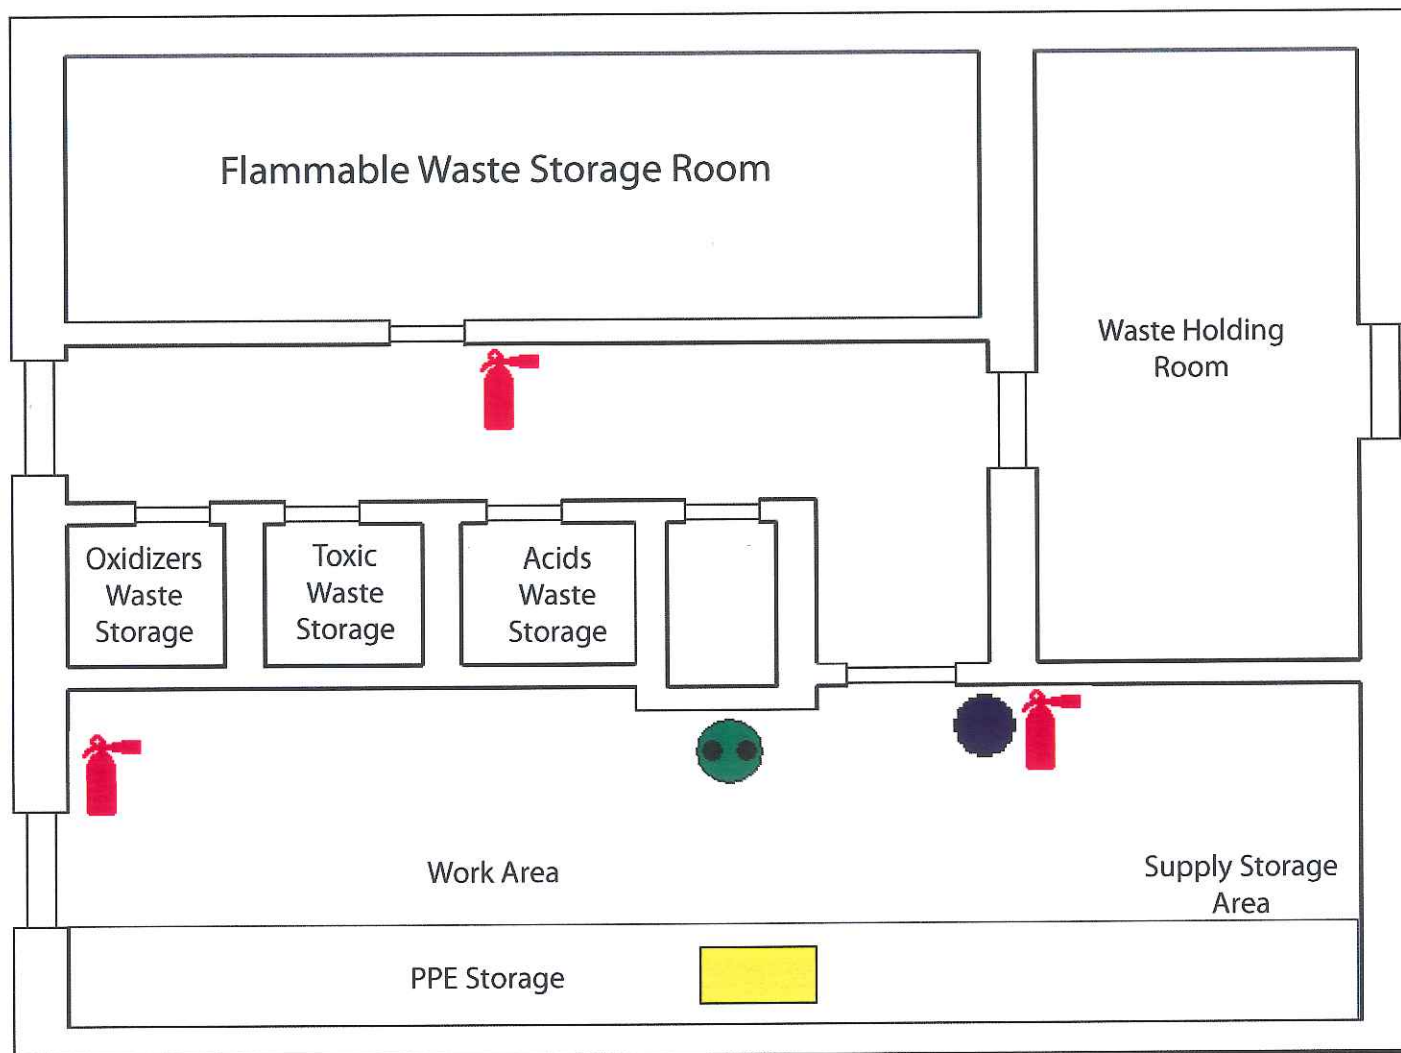 Flammable Waste Storage Room
Waste Holding
Room
Oxidizers
Waste
Storage
Toxic
Waste
Storage
Acids
Waste
Storage
Work Area
Supply Storage
Area
PPE Storage